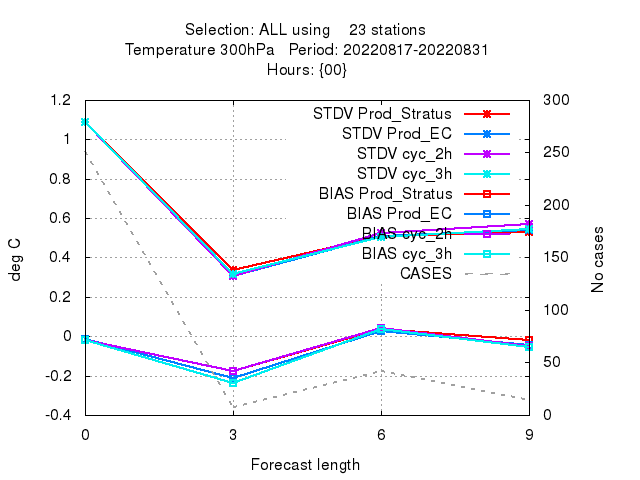 Selection: ALL using    23 stations
Temperature 300hPa   Period: 20220817-20220831
Hours: {00}
1.2
1
0.8
0.6
0.4
0.2
0
-0.2
-0.4
deg C
STDV Prod_Stratus
STDV Prod_EC
STDV cyc_2h
STDV cyc_3h
BIAS Prod_Stratus
BIAS Prod_EC
BIAS cyc_2h
BIAS cyc_3h
CASES
300
250
200
150
100
50
0
No cases
0 3 6 9
Forecast length